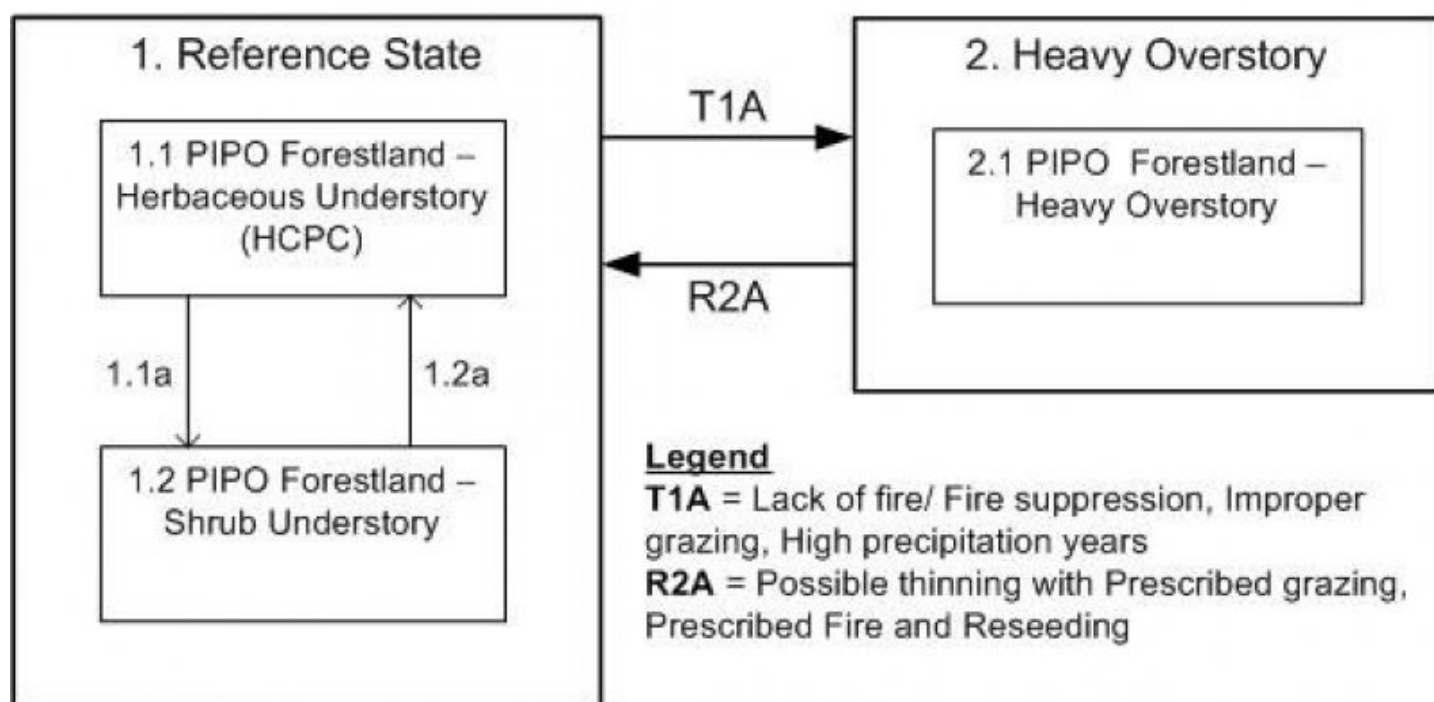 1. Reference State
1.1 PIPO Forestland –
Herbaceous Understory
(HCPC)
1.1a
1.2a
1.2 PIPO Forestland –
Shrub Understory
T1A
R2A
2. Heavy Overstory
2.1 PIPO Forestland –
Heavy Overstory
Legend
T1A = Lack of fire/ Fire suppression, Improper
grazing, High precipitation years
R2A = Possible thinning with Prescribed grazing,
Prescribed Fire and Reseeding